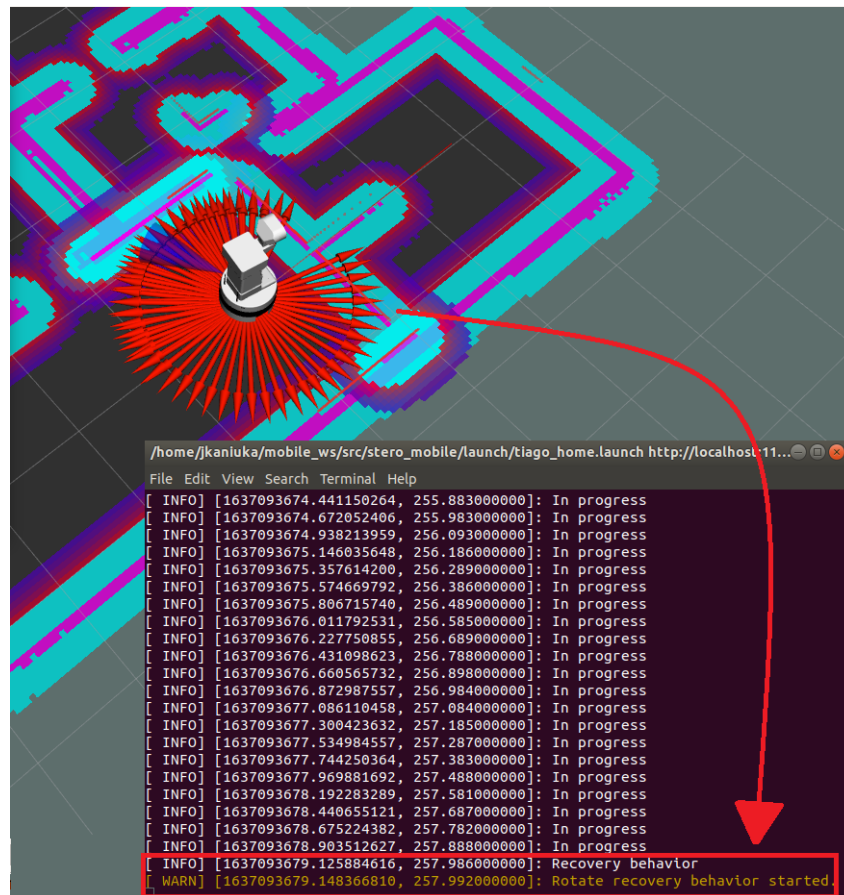 /home/jkaniuka/mobile_ws/src/stero_mobile/launch/tiago_home.launch http://localhost:11...
File Edit View Search Terminal Help
[ INFO] [1637093674.441150264, 255.883000000]: In progress
[ INFO] [1637093674.672052406, 255.983000000]: In progress
[ INFO] [1637093674.938213959, 256.093000000]: In progress
[ INFO] [1637093675.146035648, 256.186000000]: In progress
[ INFO] [1637093675.357614200, 256.289000000]: In progress
[ INFO] [1637093675.574669792, 256.386000000]: In progress
[ INFO] [1637093675.806715740, 256.489000000]: In progress
[ INFO] [1637093676.011792531, 256.585000000]: In progress
[ INFO] [1637093676.227750855, 256.689000000]: In progress
[ INFO] [1637093676.431098623, 256.788000000]: In progress
[ INFO] [1637093676.660565732, 256.898000000]: In progress
[ INFO] [1637093676.872987557, 256.984000000]: In progress
[ INFO] [1637093677.086110458, 257.084000000]: In progress
[ INFO] [1637093677.300423632, 257.185000000]: In progress
[ INFO] [1637093677.534984557, 257.287000000]: In progress
[ INFO] [1637093677.744250364, 257.383000000]: In progress
[ INFO] [1637093677.969881692, 257.488000000]: In progress
[ INFO] [1637093678.192283289, 257.581000000]: In progress
[ INFO] [1637093678.440655121, 257.687000000]: In progress
[ INFO] [1637093678.675224382, 257.782000000]: In progress
[ INFO] [1637093678.903512627, 257.888000000]: In progress
[ INFO] [1637093679.125884616, 257.986000000]: Recovery behavior
[ WARN] [1637093679.148366810, 257.992000000]: Rotate recovery behavior started.